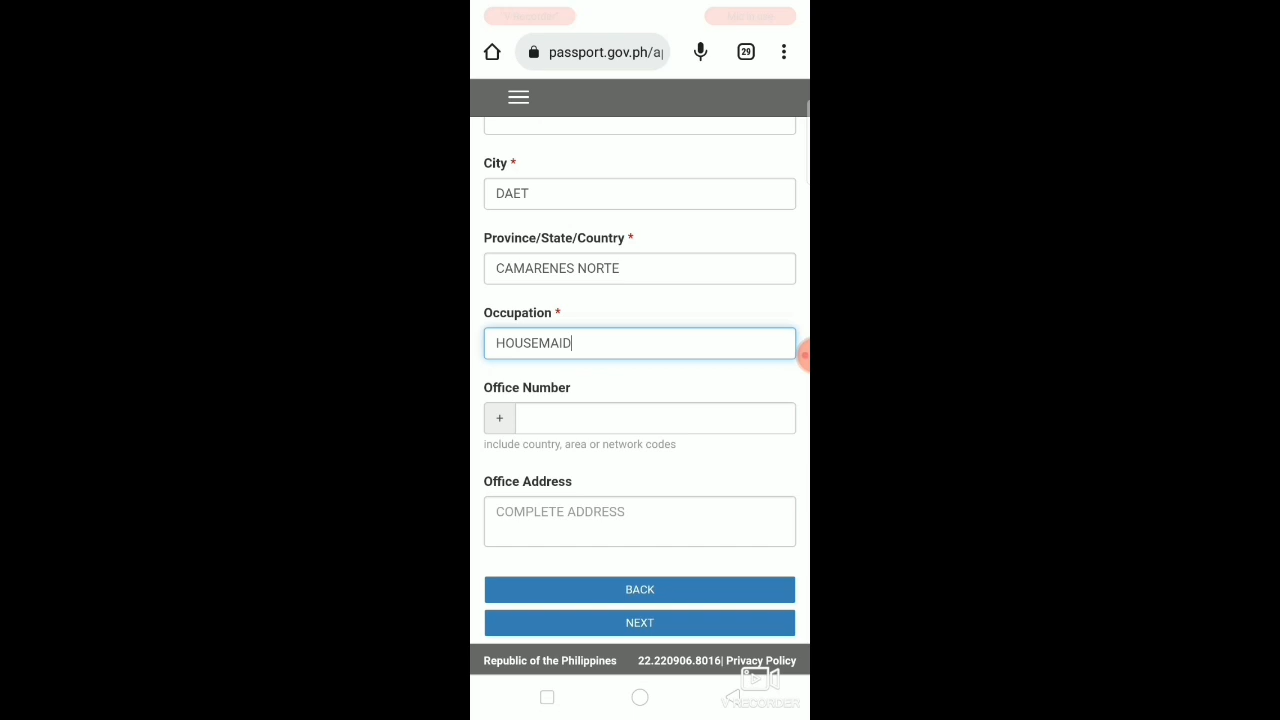 29
passport.gov.ph/a
City *
DAET
Province/State/Country *
CAMARENES NORTE
Occupation *
HOUSEMAID
Office Number
+
include country, area or network codes
Office Address
COMPLETE ADDRESS
BACK
NEXT
Republic of the Philippines 22.220906.8016| Privacy Policy
V RECORDER